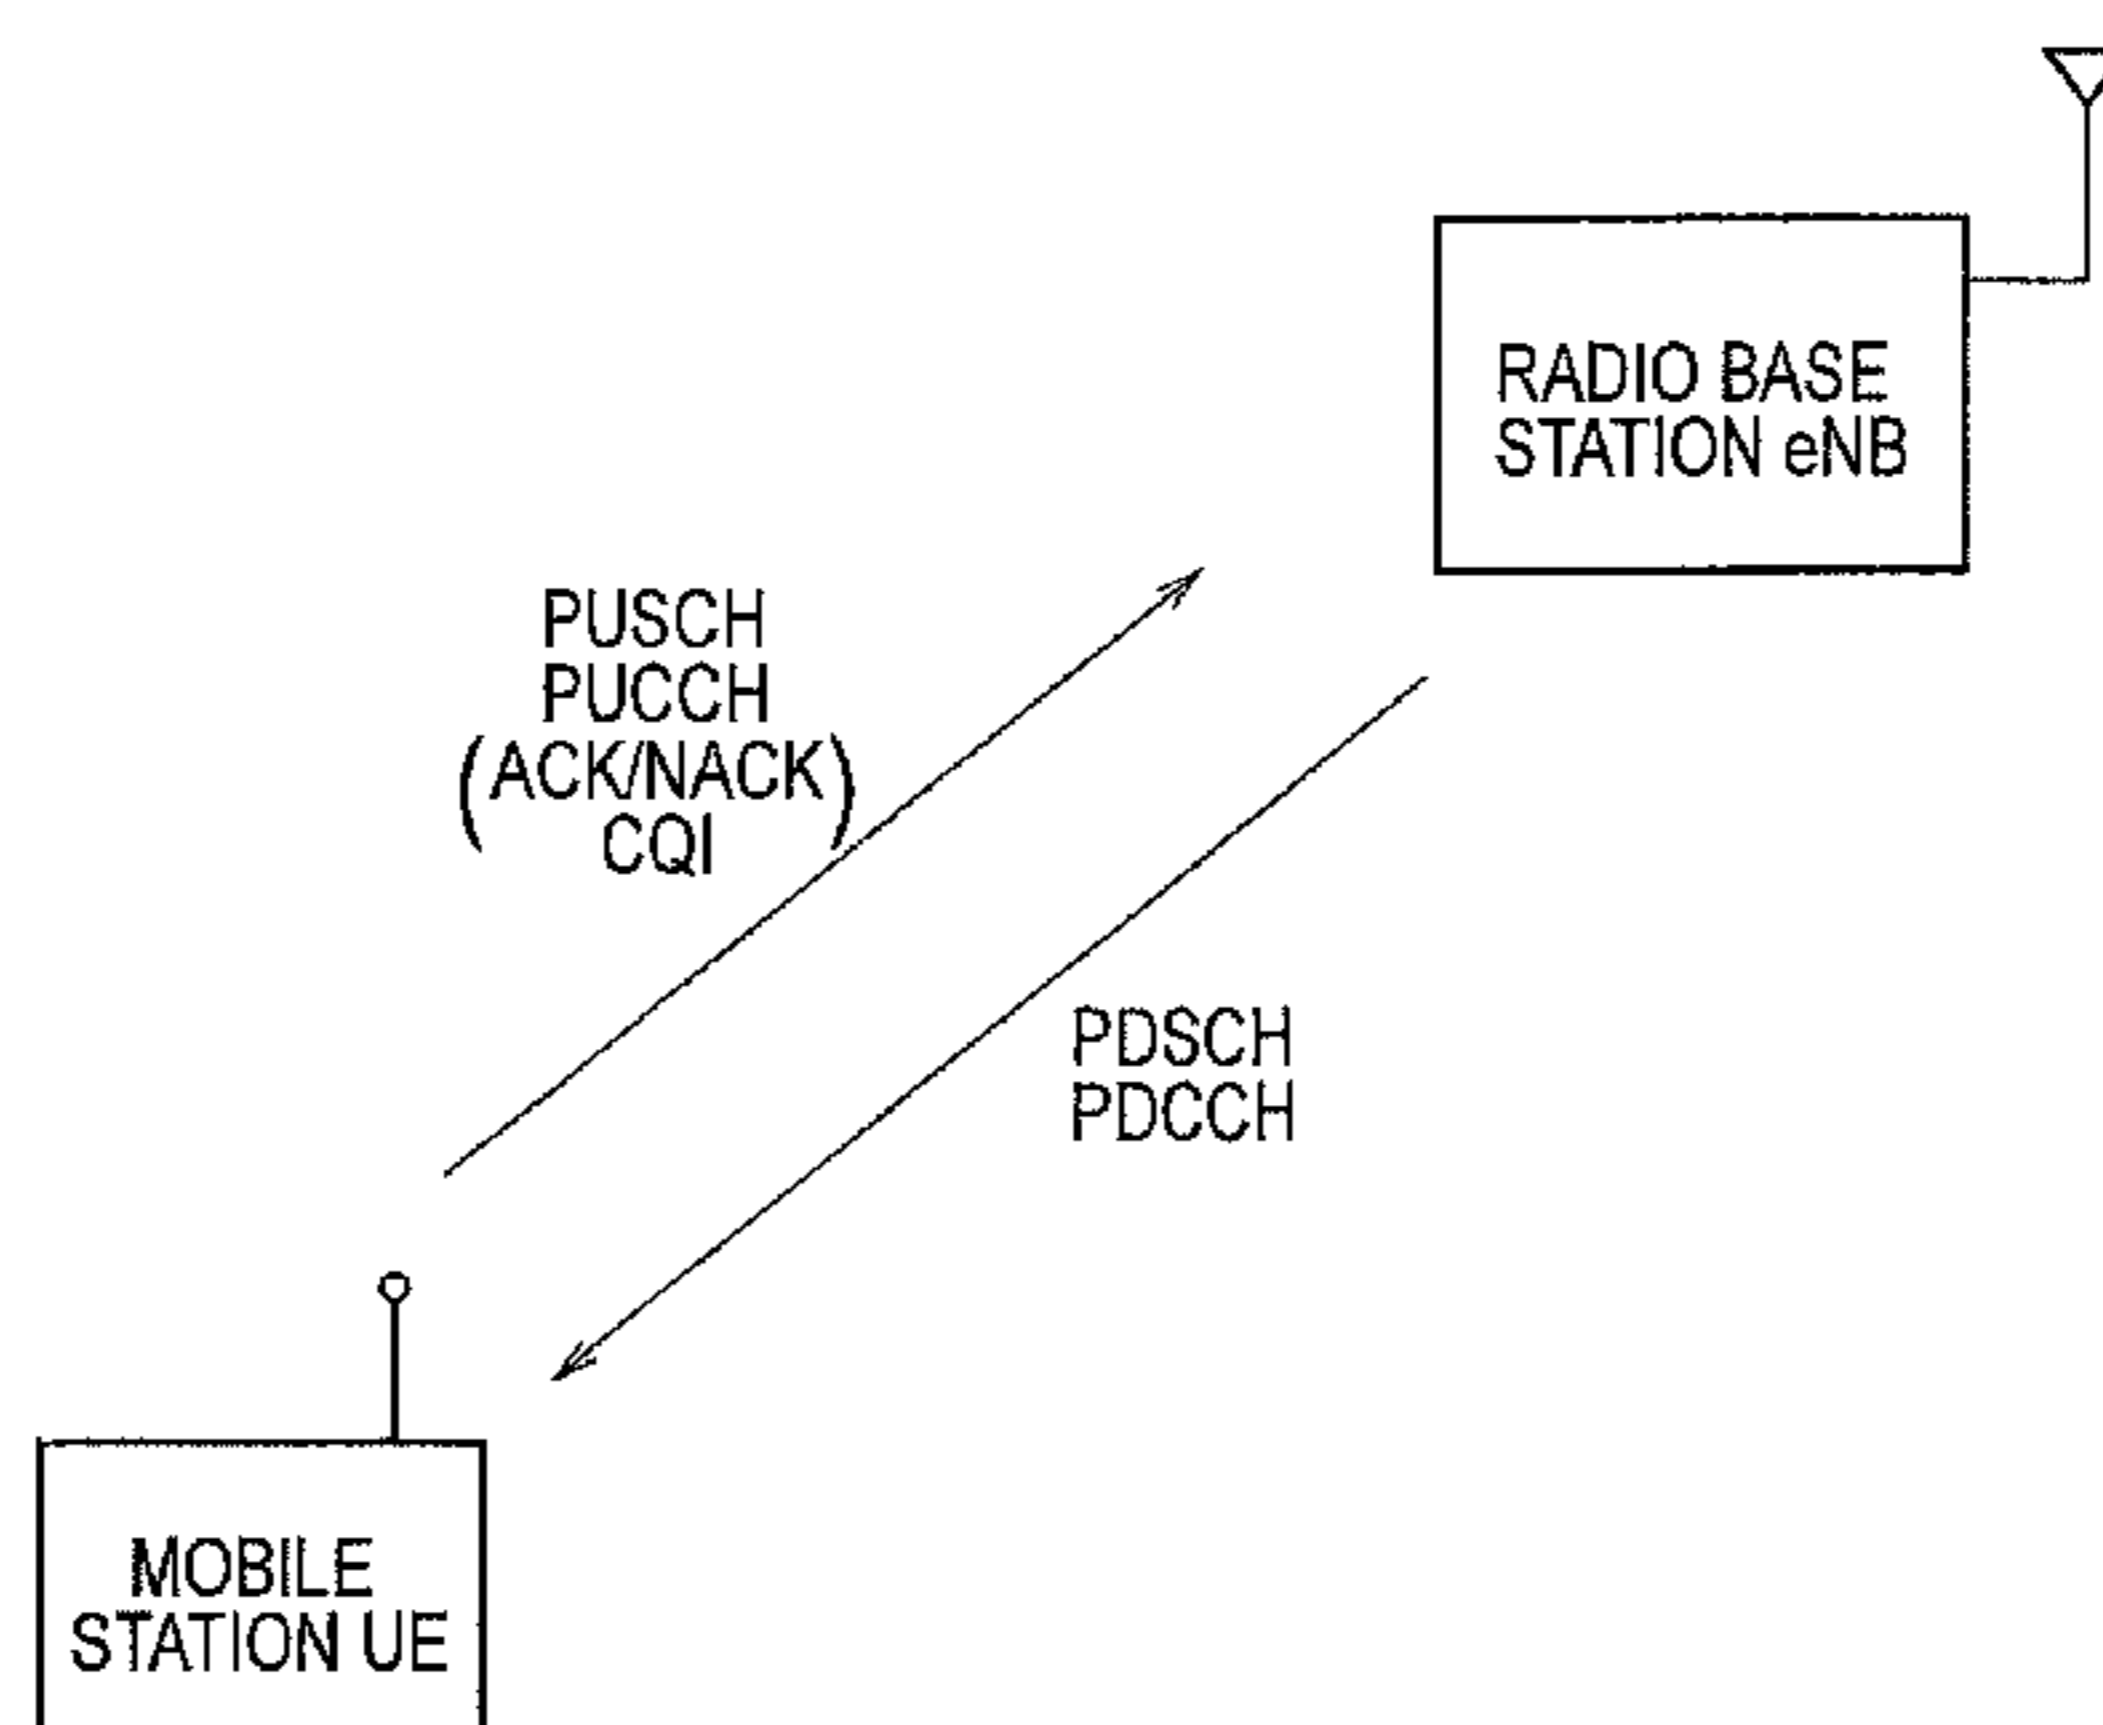 RADIO BASE
STATION eNB
PUSCH
PUCCH
(ACK/NACK)
CQI
PDSCH
PDCCH
MOBILE
STATION UE